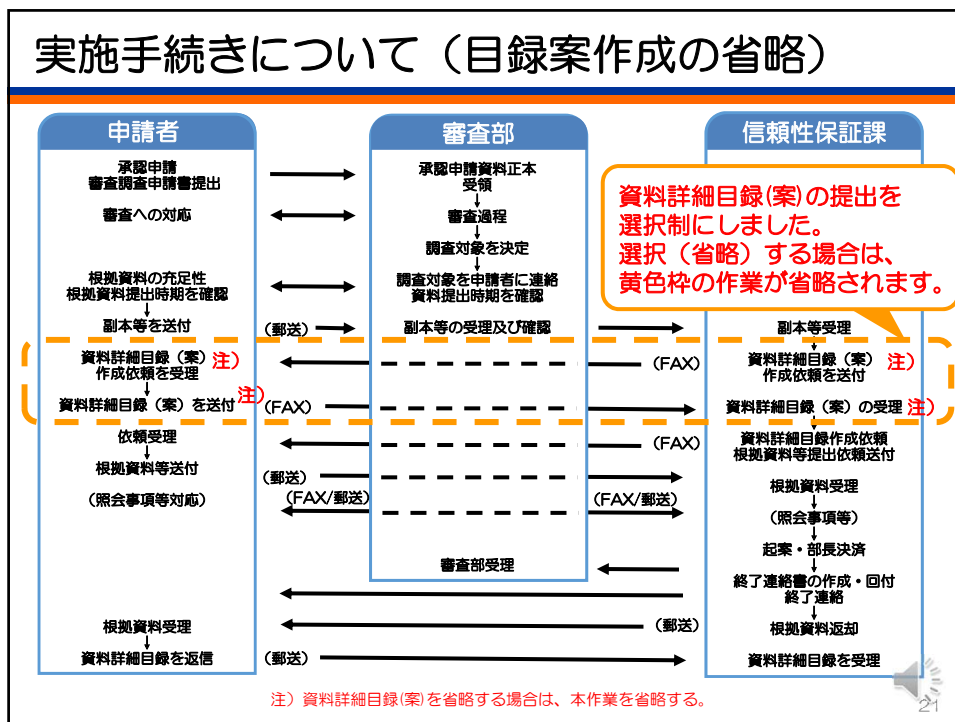 実施手続きについて（目録案作成の省略）
申請者
審査部
信頼性保証課
承認申請
審査調査申請書提出
承認申請資料正本
受領
資料詳細目録(案)の提出を
選択制にしました。
選択（省略）する場合は、
黄色枠の作業が省略されます。
審査への対応
審査過程
調査対象を決定
根拠資料の充足性
根拠資料提出時期を確認
調査対象を申請者に連絡
資料提出時期を確認
副本等を送付
（郵送）
副本等の受理及び確認
副本等受理
資料詳細目録（案）
作成依頼を受理
注）
（FAX）
資料詳細目録（案）
作成依頼を送付
注）
資料詳細目録（案）を送付
注）
（FAX）
資料詳細目録（案）の受理
注）
依頼受理
（FAX）
資料詳細目録作成依頼
根拠資料等提出依頼送付
根拠資料等送付
（郵送）
根拠資料受理
（照会事項等対応）
（FAX/郵送）
（FAX/郵送）
（照会事項等）
起案・部長決済
審査部受理
終了連絡書の作成・回付
終了連絡
根拠資料受理
（郵送）
根拠資料返却
資料詳細目録を返信
（郵送）
資料詳細目録を受理
注）資料詳細目録(案)を省略する場合は、本作業を省略する。
21